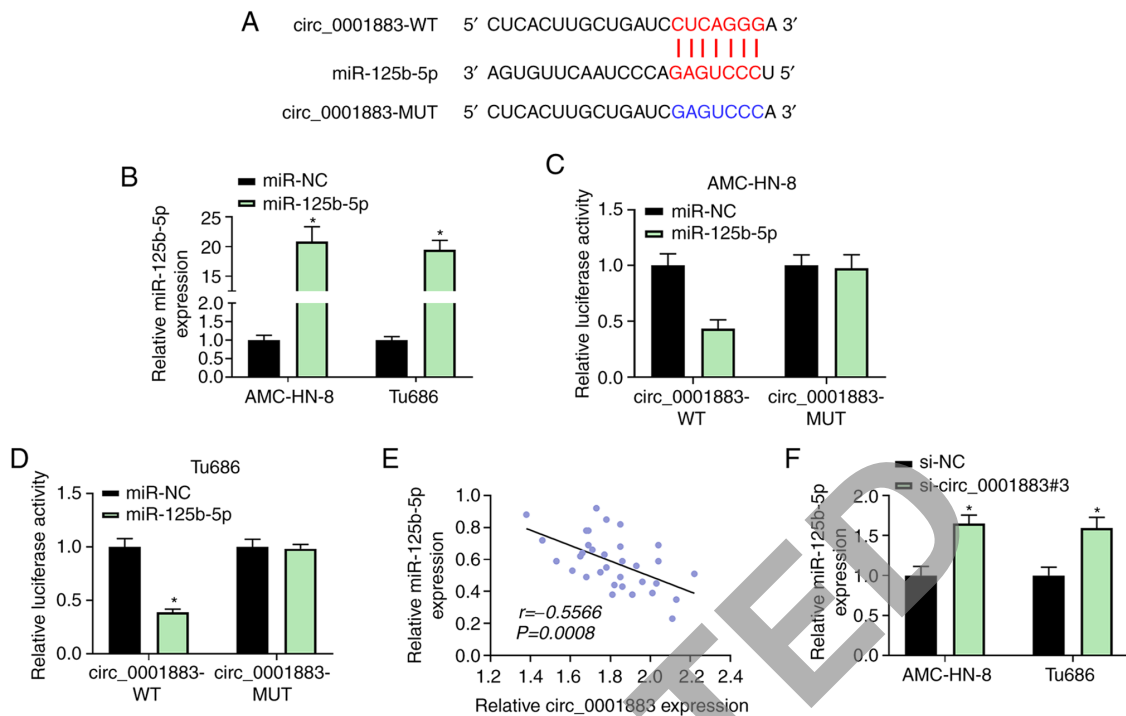 A
circ_0001883-WT 5′ CUCACUUGCUGAUCCUCAGGGA 3′
miR-125b-5p 3′ AGUGUUCAAUCCCAGAGUCCCU 5′
circ_0001883-MUT 5′ CUCACUUGCUGAUCGAGUCCCA 3′
B
miR-NC
miR-125b-5p
Relative miR-125b-5p
expression
25
20
15
10
2.0
1.5
1.0
0.5
0.0
*
*
AMC-HN-8
Tu686
C
AMC-HN-8
miR-NC
miR-125b-5p
Relative luciferase activity
1.5
1.0
0.5
0.0
circ_0001883-
WT
circ_0001883-
MUT
D
Tu686
miR-NC
miR-125b-5p
Relative luciferase activity
1.5
1.0
0.5
0.0
*
circ_0001883-
WT
circ_0001883-
MUT
E
Relative miR-125b-5p
expression
1.0
0.8
0.6
0.4
0.2
0.0
r=−0.5566
P=0.0008
1.2 1.4 1.6 1.8 2.0 2.2 2.4
Relative circ_0001883 expression
F
si-NC
si-circ_0001883#3
Relative miR-125b-5p
expression
2.0
1.5
1.0
0.5
0.0
*
*
AMC-HN-8
Tu686
TED